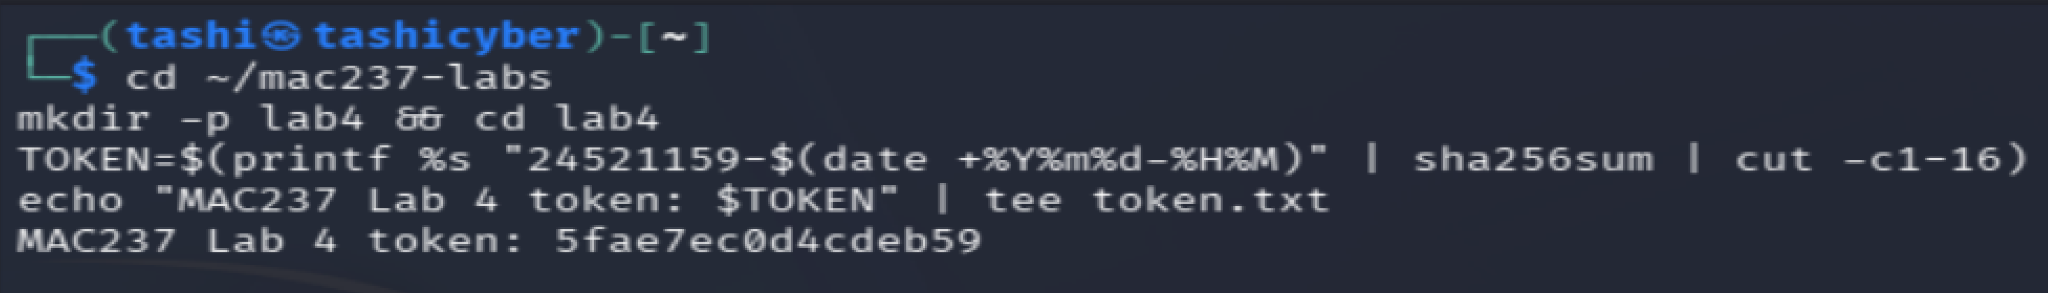 ┌──(tashi㉿tashicyber)-[~]
└─$ cd ~/mac237-labs
mkdir -p lab4 && cd lab4
TOKEN=$(printf %s "24521159-$(date +%Y%m%d-%H%M)" | sha256sum | cut -c1-16)
echo "MAC237 Lab 4 token: $TOKEN" | tee token.txt
MAC237 Lab 4 token: 5fae7ec0d4cdeb59